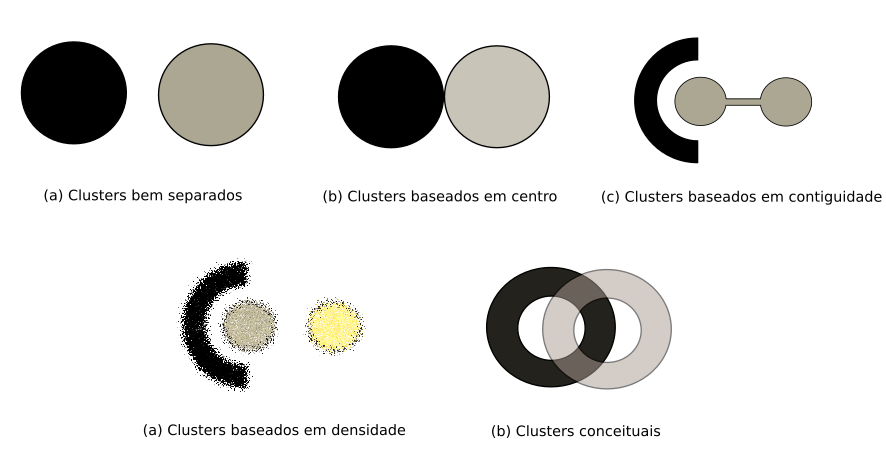 (a) Clusters bem separados
(b) Clusters baseados em centro
(c) Clusters baseados em contiguidade
(a) Clusters baseados em densidade
(b) Clusters conceituais